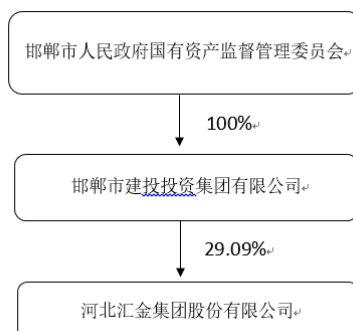 邯郸市人民政府国有资产监督管理委员会
100%
邯郸市建投投资集团有限公司
29.09%
河北汇金集团股份有限公司